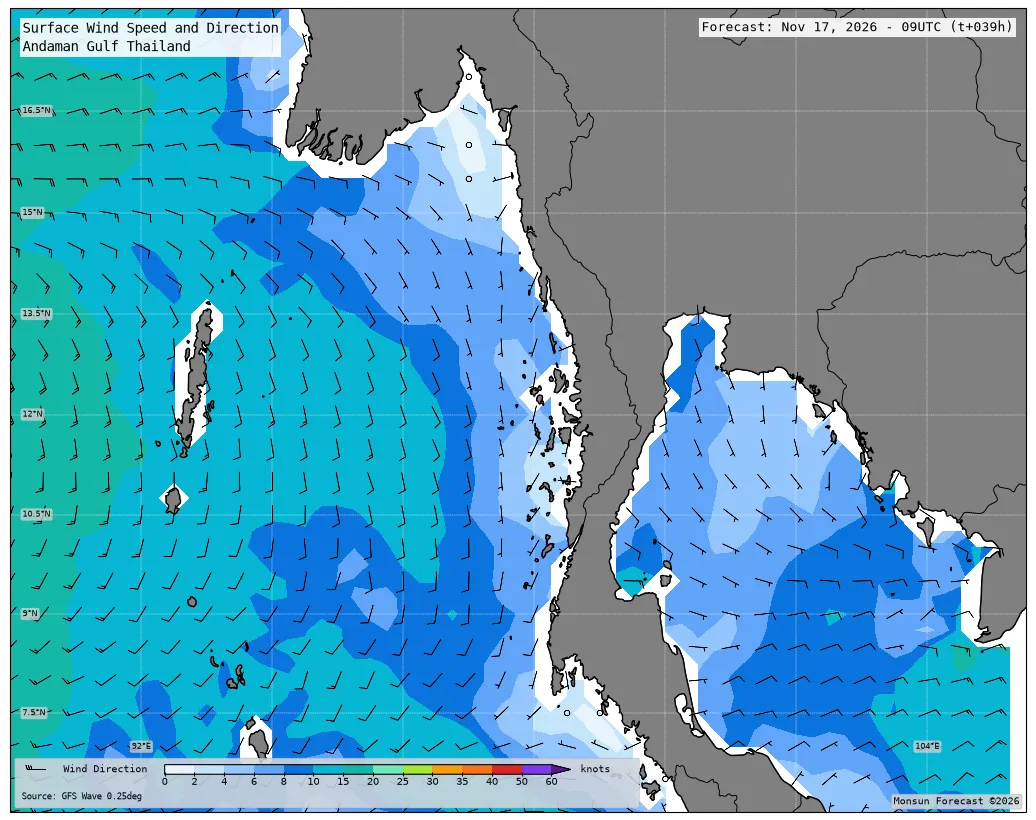 Surface Wind Speed and Direction
Andaman Gulf Thailand
Forecast: Nov 17, 2026 - 09UTC (t+039h)
16.5°N
15°N
13.5°N
12°N
10.5°N
9°N
7.5°N
92°E
104°E
Wind Direction
knots
0 2 4 6 8 10 15 20 25 30 35 40 50 60
Source: GFS Wave 0.25deg
Monsun Forecast ©2026